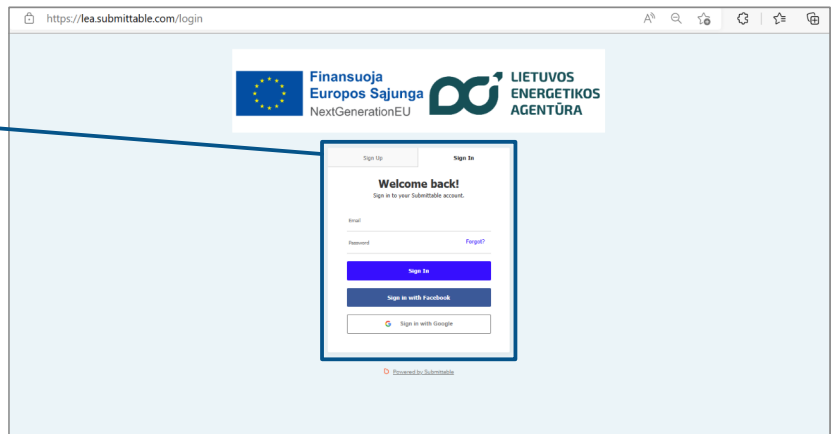 https://lea.submittable.com/login
Finansuoja
Europos Sąjunga
NextGenerationEU
LIETUVOS
ENERGETIKOS
AGENTŪRA
Sign Up
Sign In
Welcome back!
Sign in to your Submittable account.
Email
Password
Forgot?
Sign In
Sign in with Facebook
G Sign in with Google
Powered by Submittable